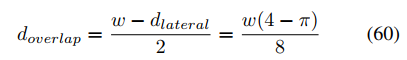 d_{overlap} = \frac{w - d_{lateral}}{2} = \frac{w(4 - \pi)}{8} (60)